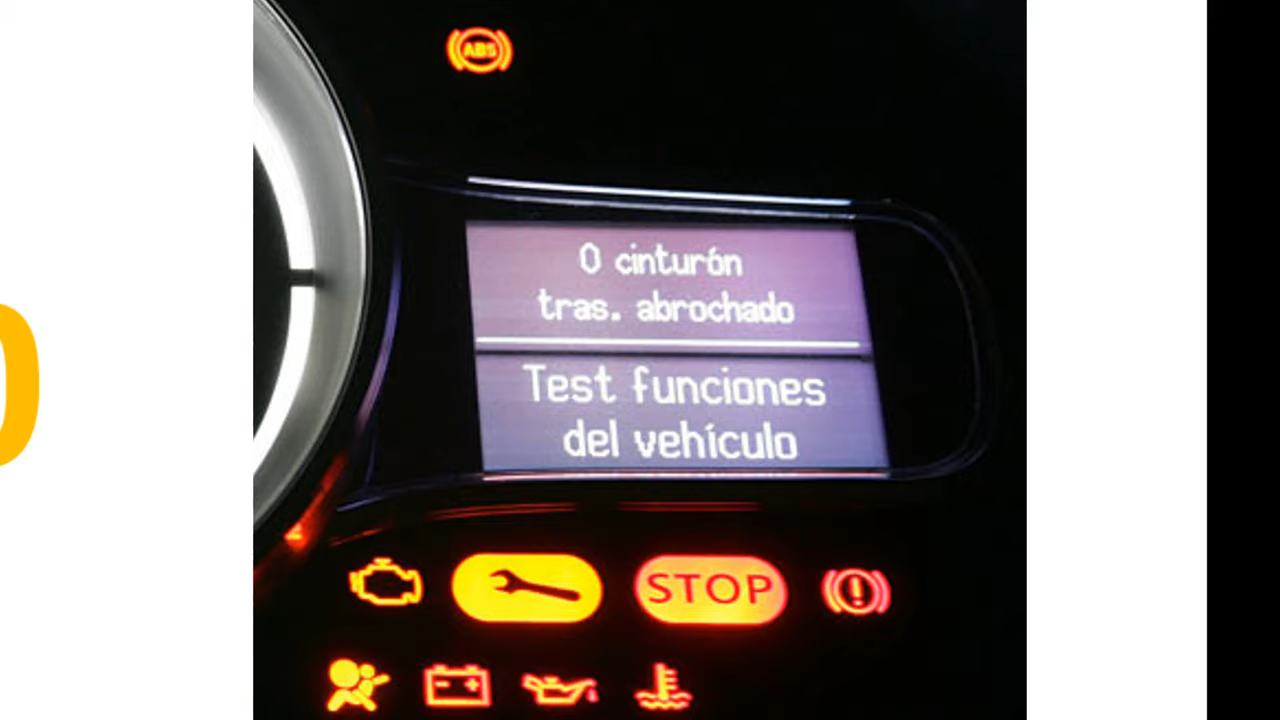 ABS
0 cinturón
tras. abrochado
Test funciones
del vehículo
STOP